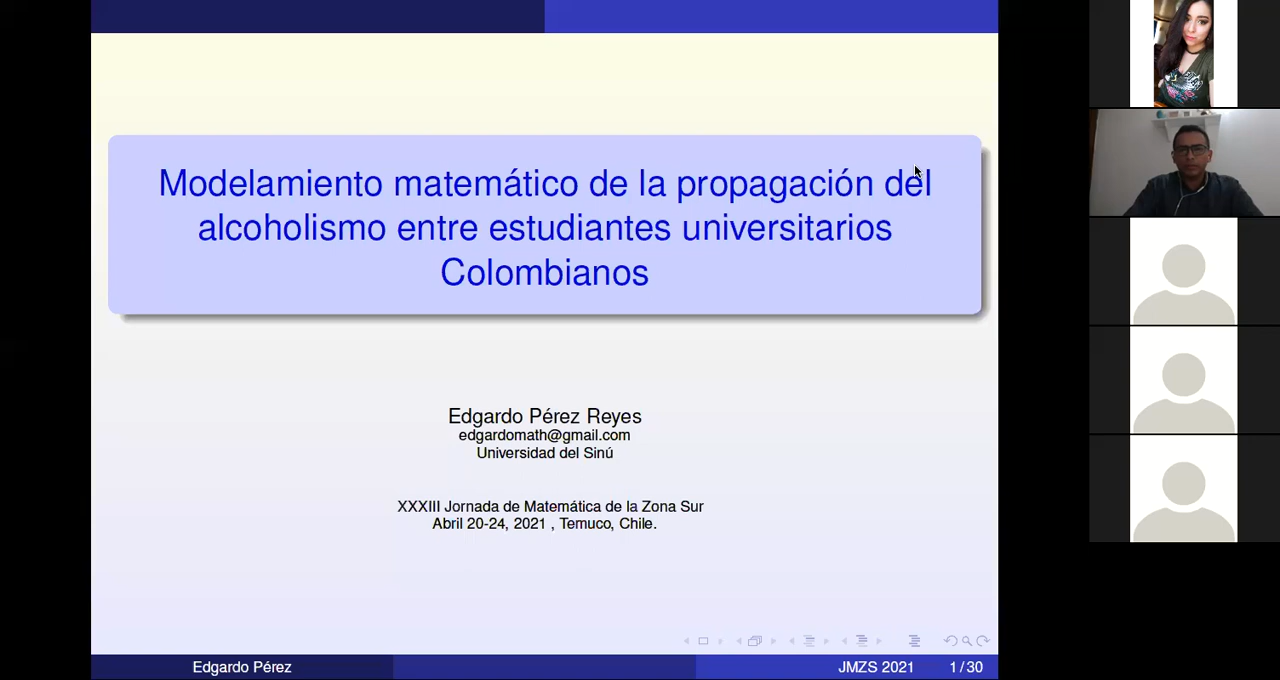 Modelamiento matemático de la propagación del
alcoholismo entre estudiantes universitarios
Colombianos
Edgardo Pérez Reyes
edgardomath@gmail.com
Universidad del Sinú
XXXIII Jornada de Matemática de la Zona Sur
Abril 20-24, 2021 , Temuco, Chile.
Edgardo Pérez
JMZS 2021
1 / 30